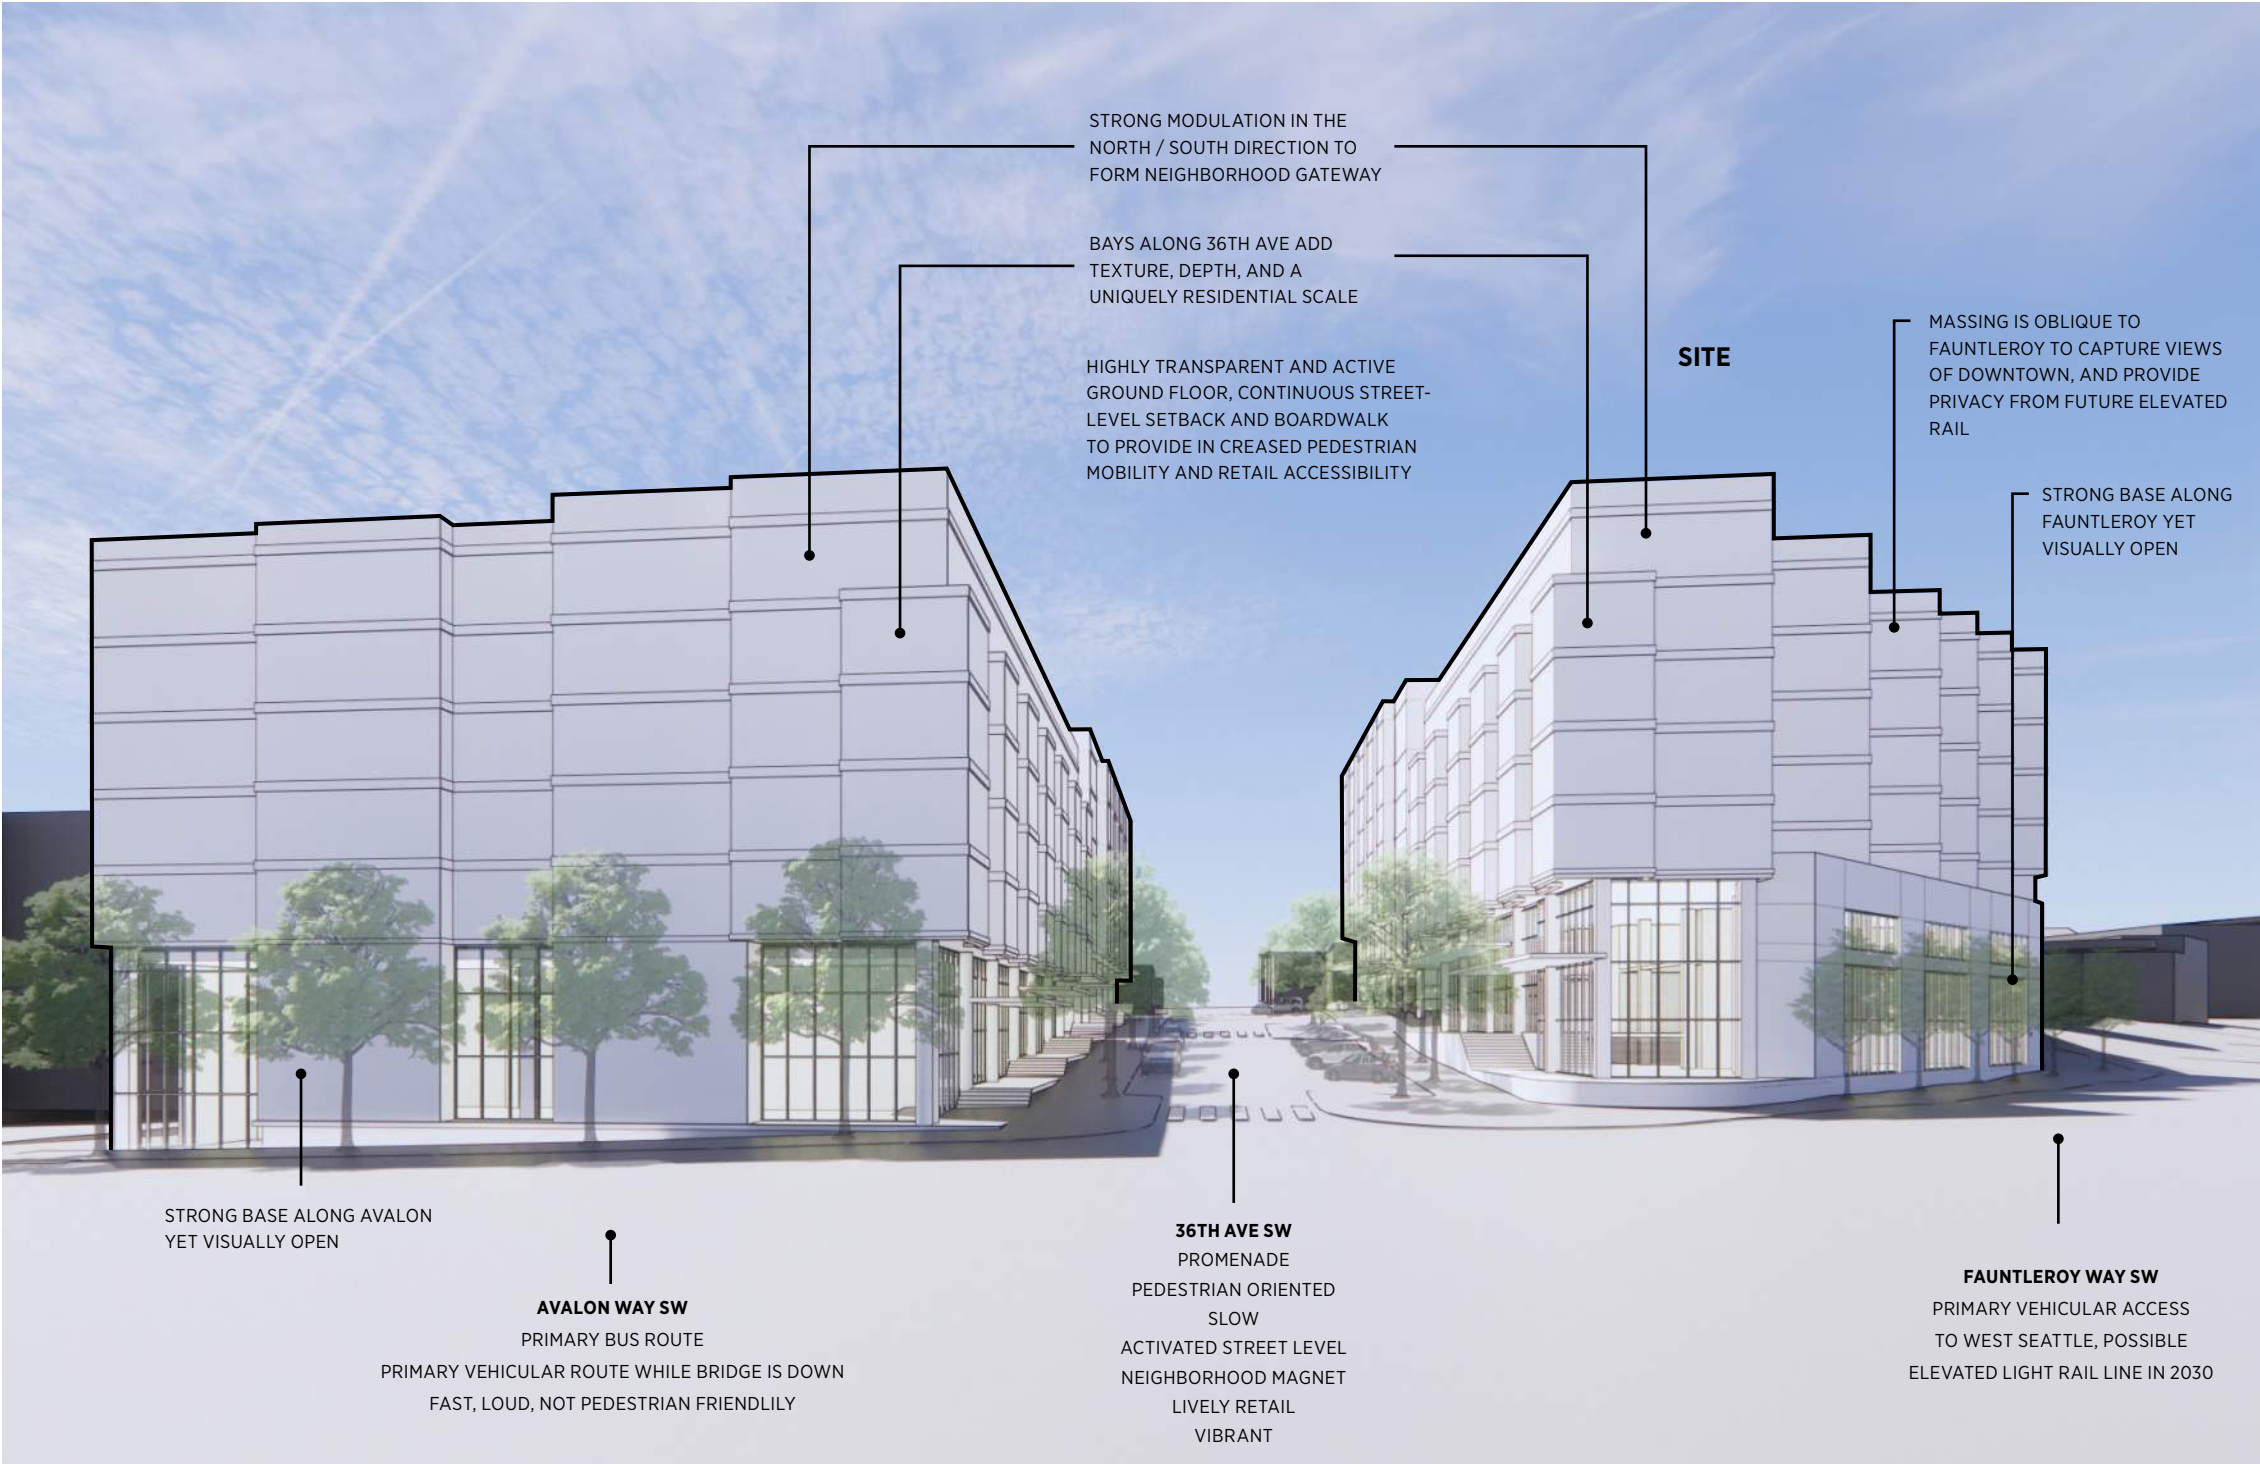 STRONG MODULATION IN THE
NORTH / SOUTH DIRECTION TO
FORM NEIGHBORHOOD GATEWAY
BAYS ALONG 36TH AVE ADD
TEXTURE, DEPTH, AND A
UNIQUELY RESIDENTIAL SCALE
HIGHLY TRANSPARENT AND ACTIVE
GROUND FLOOR, CONTINUOUS STREET-
LEVEL SETBACK AND BOARDWALK
TO PROVIDE IN CREASED PEDESTRIAN
MOBILITY AND RETAIL ACCESSIBILITY
SITE
MASSING IS OBLIQUE TO
FAUNTLEROY TO CAPTURE VIEWS
OF DOWNTOWN, AND PROVIDE
PRIVACY FROM FUTURE ELEVATED
RAIL
STRONG BASE ALONG
FAUNTLEROY YET
VISUALLY OPEN
STRONG BASE ALONG AVALON
YET VISUALLY OPEN
AVALON WAY SW
PRIMARY BUS ROUTE
PRIMARY VEHICULAR ROUTE WHILE BRIDGE IS DOWN
FAST, LOUD, NOT PEDESTRIAN FRIENDLILY
36TH AVE SW
PROMENADE
PEDESTRIAN ORIENTED
SLOW
ACTIVATED STREET LEVEL
NEIGHBORHOOD MAGNET
LIVELY RETAIL
VIBRANT
FAUNTLEROY WAY SW
PRIMARY VEHICULAR ACCESS
TO WEST SEATTLE, POSSIBLE
ELEVATED LIGHT RAIL LINE IN 2030